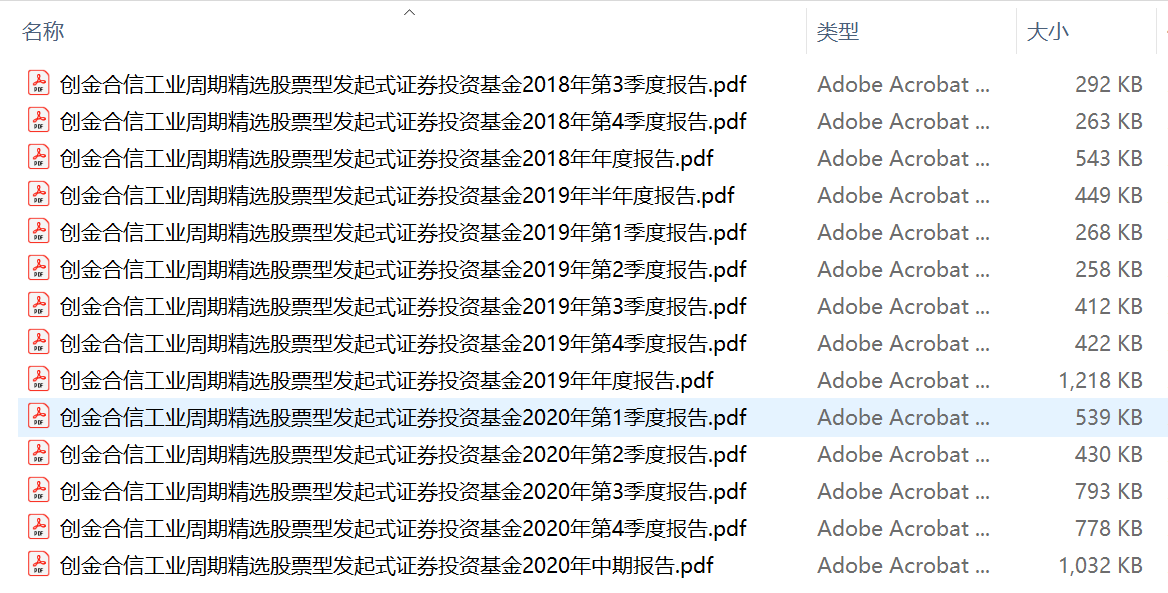 名称 类型 大小
创金合信工业周期精选股票型发起式证券投资基金2018年第3季度报告.pdf Adobe Acrobat ... 292 KB
创金合信工业周期精选股票型发起式证券投资基金2018年第4季度报告.pdf Adobe Acrobat ... 263 KB
创金合信工业周期精选股票型发起式证券投资基金2018年年度报告.pdf Adobe Acrobat ... 543 KB
创金合信工业周期精选股票型发起式证券投资基金2019年半年度报告.pdf Adobe Acrobat ... 449 KB
创金合信工业周期精选股票型发起式证券投资基金2019年第1季度报告.pdf Adobe Acrobat ... 268 KB
创金合信工业周期精选股票型发起式证券投资基金2019年第2季度报告.pdf Adobe Acrobat ... 258 KB
创金合信工业周期精选股票型发起式证券投资基金2019年第3季度报告.pdf Adobe Acrobat ... 412 KB
创金合信工业周期精选股票型发起式证券投资基金2019年第4季度报告.pdf Adobe Acrobat ... 422 KB
创金合信工业周期精选股票型发起式证券投资基金2019年年度报告.pdf Adobe Acrobat ... 1,218 KB
创金合信工业周期精选股票型发起式证券投资基金2020年第1季度报告.pdf Adobe Acrobat ... 539 KB
创金合信工业周期精选股票型发起式证券投资基金2020年第2季度报告.pdf Adobe Acrobat ... 430 KB
创金合信工业周期精选股票型发起式证券投资基金2020年第3季度报告.pdf Adobe Acrobat ... 793 KB
创金合信工业周期精选股票型发起式证券投资基金2020年第4季度报告.pdf Adobe Acrobat ... 778 KB
创金合信工业周期精选股票型发起式证券投资基金2020年中期报告.pdf Adobe Acrobat ... 1,032 KB